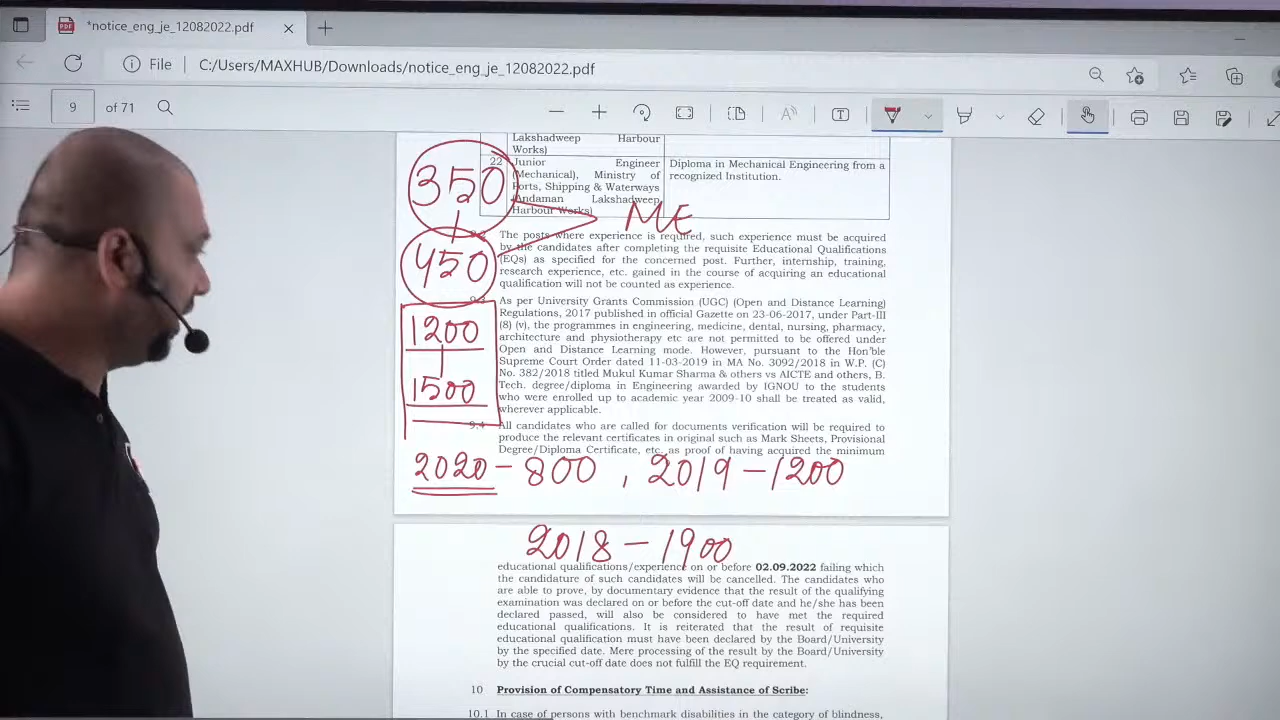 *notice_eng_je_12082022.pdf
File C:/Users/MAXHUB/Downloads/notice_eng_je_12082022.pdf
9 of 71
Lakshadweep Harbour
Works)
22 Junior Engineer
(Mechanical), Ministry of
Ports, Shipping & Waterways
(Andaman Lakshadweep
Harbour Works)
Diploma in Mechanical Engineering from a
recognized Institution.
350
450
ME
1200
1500
The posts where experience is required, such experience must be acquired
by the candidates after completing the requisite Educational Qualifications
(EQs) as specified for the concerned post. Further, internship, training,
research experience, etc. gained in the course of acquiring an educational
qualification will not be counted as experience.
9.3 As per University Grants Commission (UGC) (Open and Distance Learning)
Regulations, 2017 published in official Gazette on 23-06-2017, under Part-III
(8) (v), the programmes in engineering, medicine, dental, nursing, pharmacy,
architecture and physiotherapy etc are not permitted to be offered under
Open and Distance Learning mode. However, pursuant to the Hon'ble
Supreme Court Order dated 11-03-2019 in MA No. 3092/2018 in W.P. (C)
No. 382/2018 titled Mukul Kumar Sharma & others vs AICTE and others, B.
Tech. degree/diploma in Engineering awarded by IGNOU to the students
who were enrolled up to academic year 2009-10 shall be treated as valid,
wherever applicable.
9.4 All candidates who are called for documents verification will be required to
produce the relevant certificates in original such as Mark Sheets, Provisional
Degree/Diploma Certificate, etc. as proof of having acquired the minimum
2020 - 800 , 2019 - 1200
2018 - 1900
educational qualifications/experience on or before 02.09.2022 failing which
the candidature of such candidates will be cancelled. The candidates who
are able to prove, by documentary evidence that the result of the qualifying
examination was declared on or before the cut-off date and he/she has been
declared passed, will also be considered to have met the required
educational qualifications. It is reiterated that the result of requisite
educational qualification must have been declared by the Board/University
by the specified date. Mere processing of the result by the Board/University
by the crucial cut-off date does not fulfill the EQ requirement.
10 Provision of Compensatory Time and Assistance of Scribe:
10.1 In case of persons with benchmark disabilities in the category of blindness,